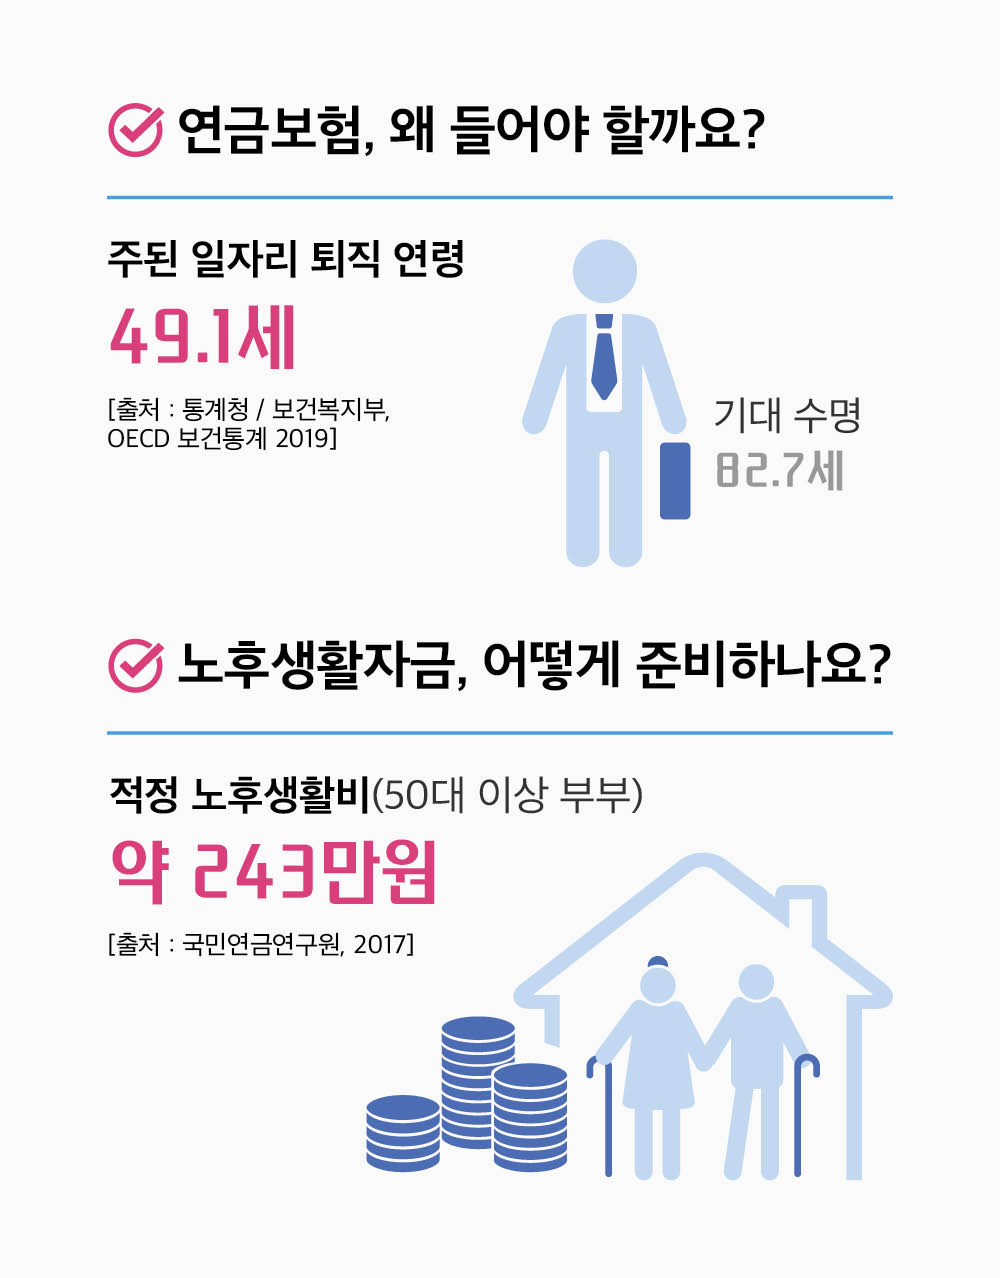 연금보험, 왜 들어야 할까요?
주된 일자리 퇴직 연령
49.1세
[출처 : 통계청 / 보건복지부,
OECD 보건통계 2019]
기대 수명
82.7세
노후생활자금, 어떻게 준비하나요?
적정 노후생활비(50대 이상 부부)
약 243만원
[출처 : 국민연금연구원, 2017]